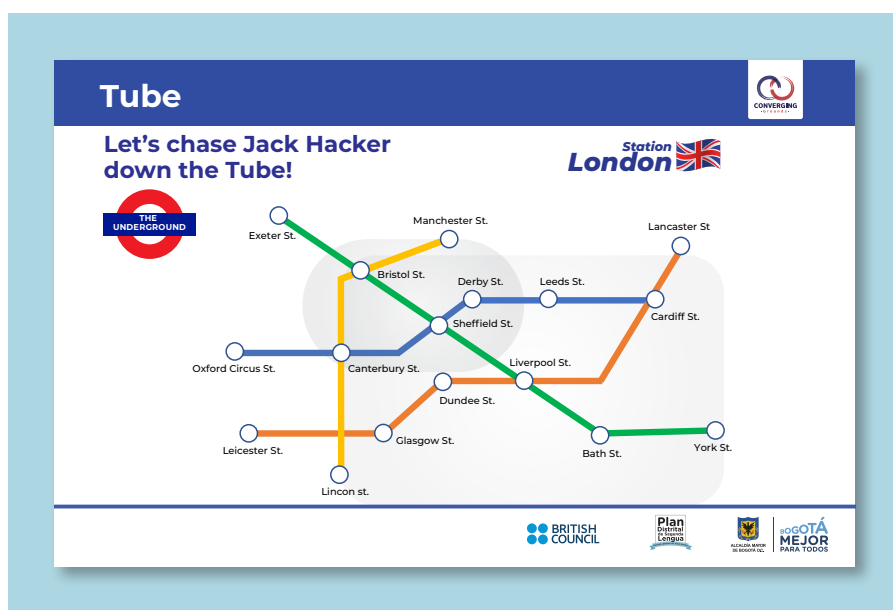 Tube
CONVERGING
·Grounds·
Let's chase Jack Hacker
down the Tube!
Station
London
THE
UNDERGROUND
Manchester St.
Exeter St.
Lancaster St
Bristol St.
Derby St.
Leeds St.
Sheffield St.
Cardiff St.
Oxford Circus St.
Canterbury St.
Liverpool St.
Dundee St.
Leicester St.
Glasgow St.
Bath St.
York St.
Lincon st.
BRITISH
COUNCIL
Plan
Distrital
de Segunda
Lengua
ALCALDÍA MAYOR
DE BOGOTÁ D.C.
BOGOTÁ
MEJOR
PARA TODOS